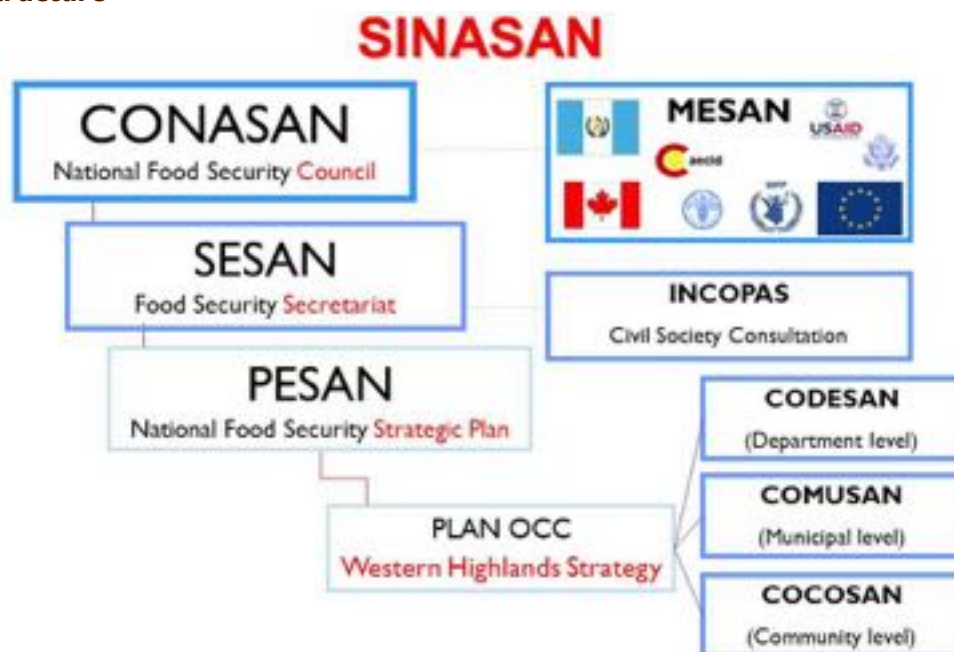 SINASAN
CONASAN
National Food Security Council
MESAN
USAID
aecid
WFP
SESAN
Food Security Secretariat
INCOPAS
Civil Society Consultation
PESAN
National Food Security Strategic Plan
CODESAN
(Department level)
PLAN OCC
Western Highlands Strategy
COMUSAN
(Municipal level)
COCOSAN
(Community level)